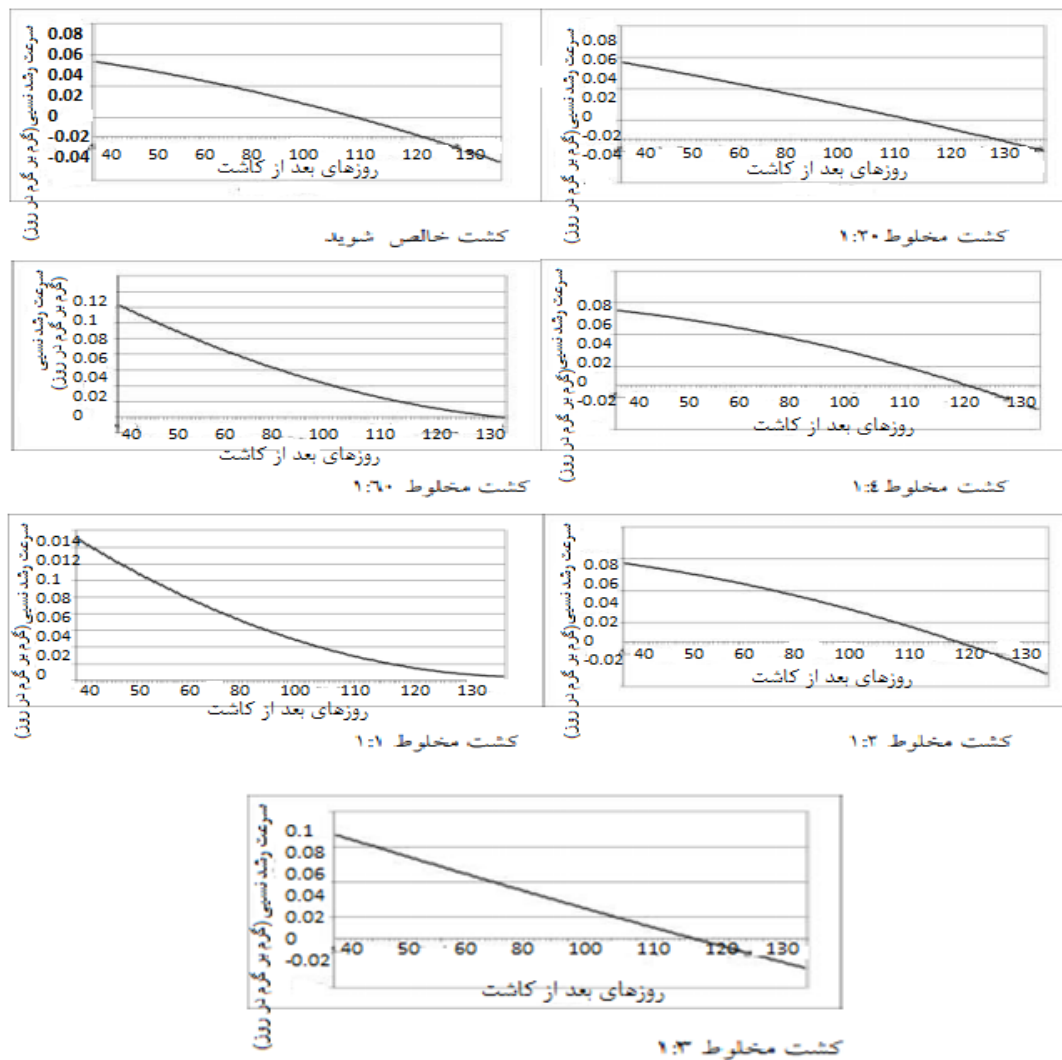 سرعت رشد نسبی (گرم بر گرم در روز)
0.08
0.06
0.04
0.02
0
-0.02
-0.04
40 50 60 80 100 110 120 130
روزهای بعد از کاشت
کشت خالص شوید
سرعت رشد نسبی (گرم بر گرم در روز)
0.08
0.06
0.04
0.02
0
-0.02
-0.04
40 50 60 80 100 110 120 130
روزهای بعد از کاشت
کشت مخلوط ۱:۲۰
سرعت رشد نسبی
(گرم بر گرم در روز)
0.12
0.1
0.08
0.06
0.04
0.02
0
40 50 60 80 100 110 120 130
روزهای بعد از کاشت
کشت مخلوط ۱:٦۰
سرعت رشد نسبی (گرم بر گرم در روز)
0.08
0.06
0.04
0.02
0
-0.02
40 50 60 80 100 110 120 130
روزهای بعد از کاشت
کشت مخلوط ۱:٤
سرعت رشد نسبی (گرم بر گرم در روز)
0.014
0.012
0.1
0.08
0.06
0.04
0.02
0
40 50 60 80 100 110 120 130
روزهای بعد از کاشت
کشت مخلوط ۱:۱
سرعت رشد نسبی (گرم بر گرم در روز)
0.08
0.06
0.04
0.02
0
-0.02
40 50 60 80 100 110 120 130
روزهای بعد از کاشت
کشت مخلوط ۱:۲
سرعت رشد نسبی (گرم بر گرم در روز)
0.1
0.08
0.06
0.04
0.02
0
-0.02
40 50 60 80 100 110 120 130
روزهای بعد از کاشت
کشت مخلوط ۱:۳